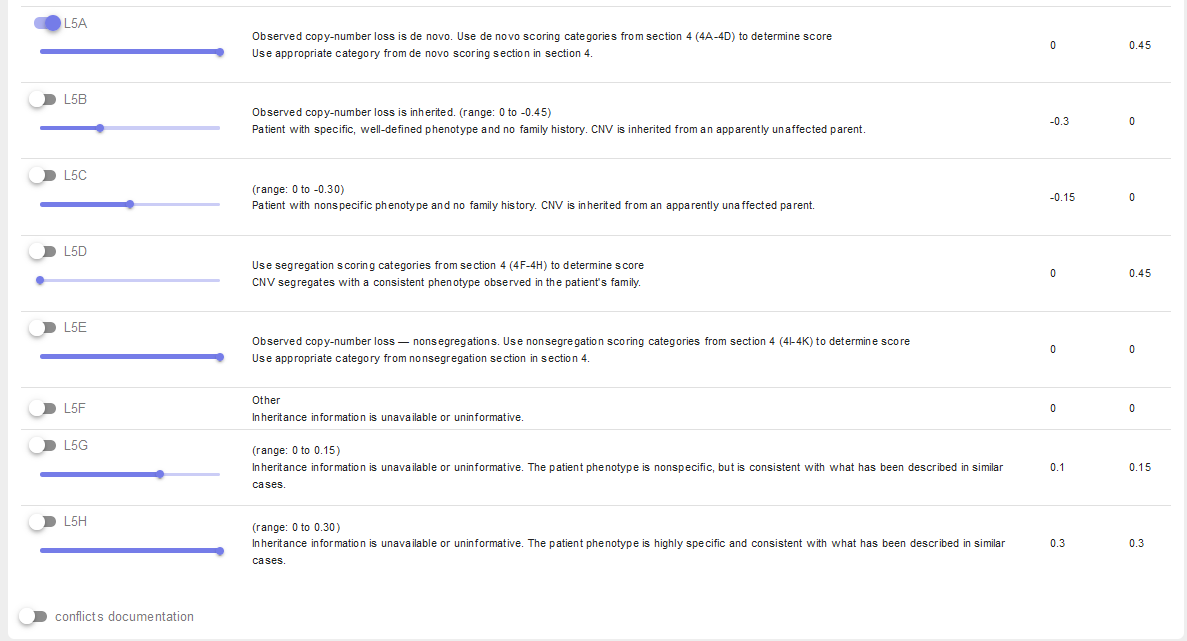 L5A
Observed copy-number loss is de novo. Use de novo scoring categories from section 4 (4A-4D) to determine score
Use appropriate category from de novo scoring section in section 4.
0
0.45
L5B
Observed copy-number loss is inherited. (range: 0 to -0.45)
Patient with specific, well-defined phenotype and no family history. CNV is inherited from an apparently unaffected parent.
-0.3
0
L5C
(range: 0 to -0.30)
Patient with nonspecific phenotype and no family history. CNV is inherited from an apparently unaffected parent.
-0.15
0
L5D
Use segregation scoring categories from section 4 (4F-4H) to determine score
CNV segregates with a consistent phenotype observed in the patient's family.
0
0.45
L5E
Observed copy-number loss — nonsegregations. Use nonsegregation scoring categories from section 4 (4I-4K) to determine score
Use appropriate category from nonsegregation section in section 4.
0
0
L5F
Other
Inheritance information is unavailable or uninformative.
0
0
L5G
(range: 0 to 0.15)
Inheritance information is unavailable or uninformative. The patient phenotype is nonspecific, but is consistent with what has been described in similar
cases.
0.1
0.15
L5H
(range: 0 to 0.30)
Inheritance information is unavailable or uninformative. The patient phenotype is highly specific and consistent with what has been described in similar
cases.
0.3
0.3
conflicts documentation